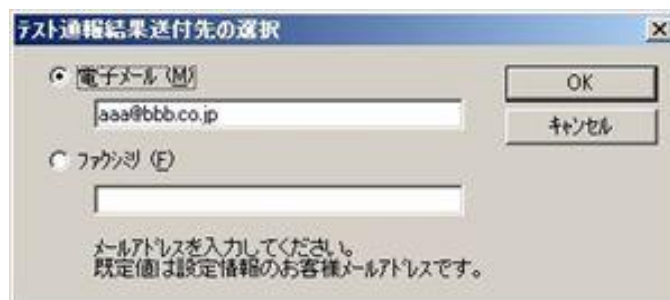 テスト通報結果送付先の選択
電子メール(M)
aaa@bbb.co.jp
OK
キャンセル
ファクシミリ(F)
メールアドレスを入力してください。
既定値は設定情報のお客様メールアドレスです。